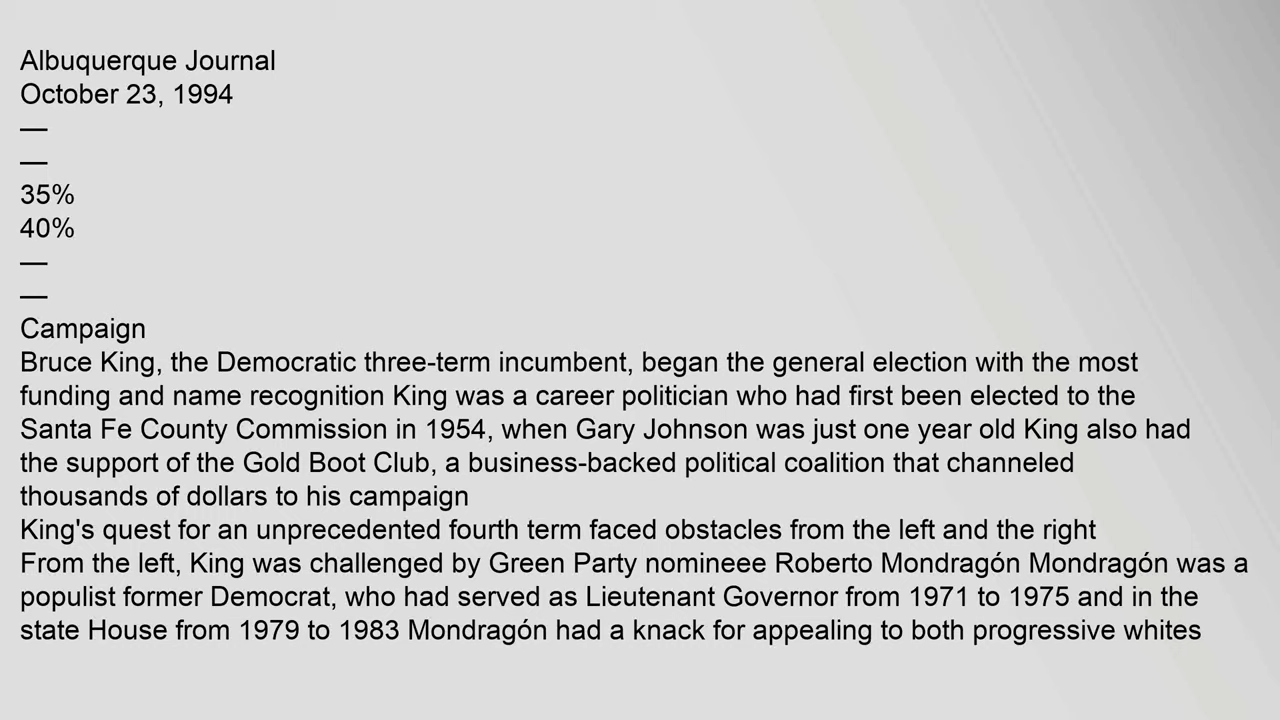 Albuquerque Journal
October 23, 1994
—
—
35%
40%
—
—
Campaign
Bruce King, the Democratic three-term incumbent, began the general election with the most
funding and name recognition King was a career politician who had first been elected to the
Santa Fe County Commission in 1954, when Gary Johnson was just one year old King also had
the support of the Gold Boot Club, a business-backed political coalition that channeled
thousands of dollars to his campaign
King's quest for an unprecedented fourth term faced obstacles from the left and the right
From the left, King was challenged by Green Party nomineee Roberto Mondragón Mondragón was a
populist former Democrat, who had served as Lieutenant Governor from 1971 to 1975 and in the
state House from 1979 to 1983 Mondragón had a knack for appealing to both progressive whites